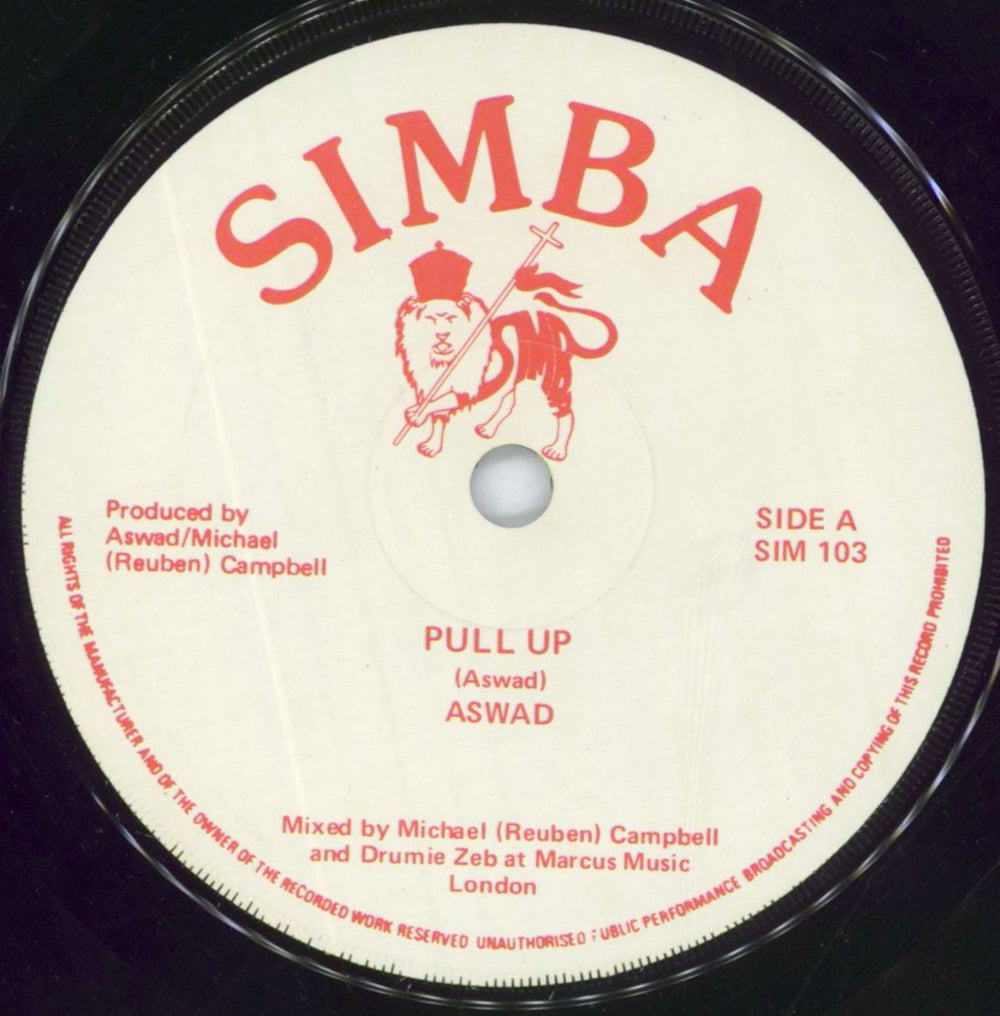 SIMBA
Produced by
Aswad/Michael
(Reuben) Campbell
SIDE A
SIM 103
PULL UP
(Aswad)
ASWAD
Mixed by Michael (Reuben) Campbell
and Drumie Zeb at Marcus Music
London
ALL RIGHTS OF THE MANUFACTURER AND OF THE OWNER OF THE RECORDED WORK RESERVED UNAUTHORISED PUBLIC PERFORMANCE BROADCASTING AND COPYING OF THIS RECORD PROHIBITED